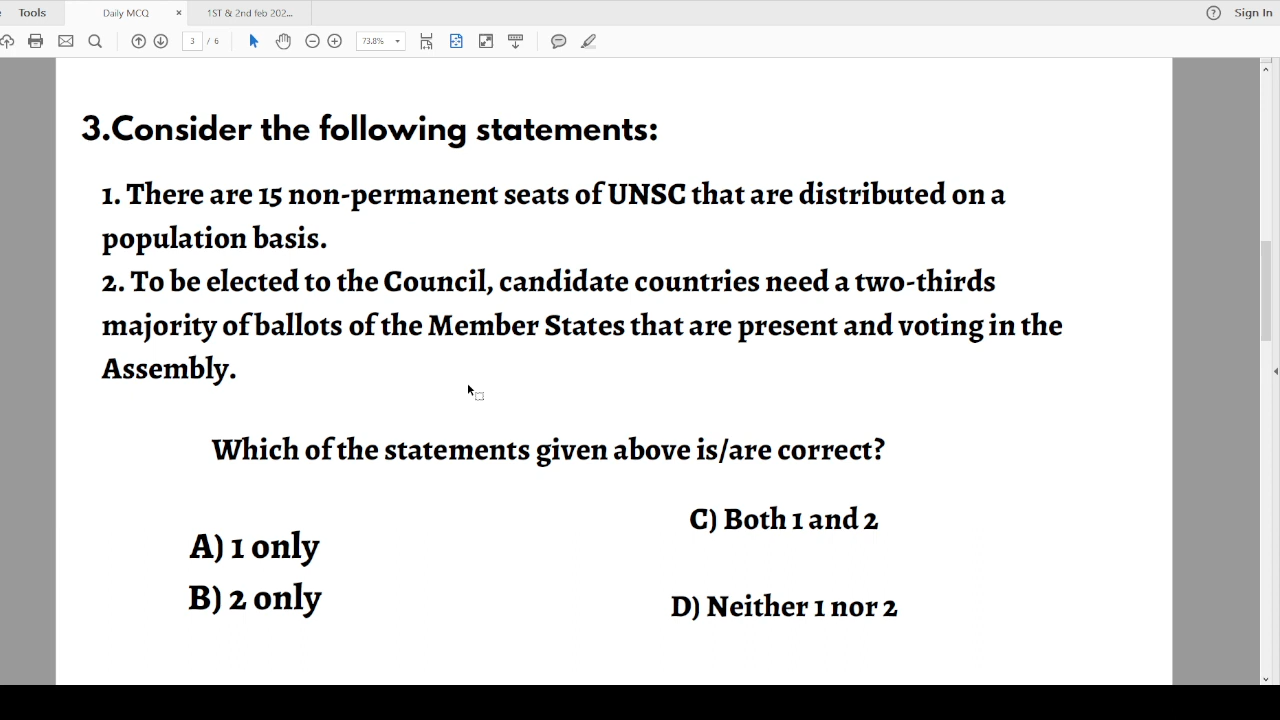 Tools
Daily MCQ
1ST & 2nd feb 202...
Sign In
3 / 6
73.8%
3.Consider the following statements:
1. There are 15 non-permanent seats of UNSC that are distributed on a
population basis.
2. To be elected to the Council, candidate countries need a two-thirds
majority of ballots of the Member States that are present and voting in the
Assembly.
Which of the statements given above is/are correct?
C) Both 1 and 2
A) 1 only
B) 2 only
D) Neither 1 nor 2